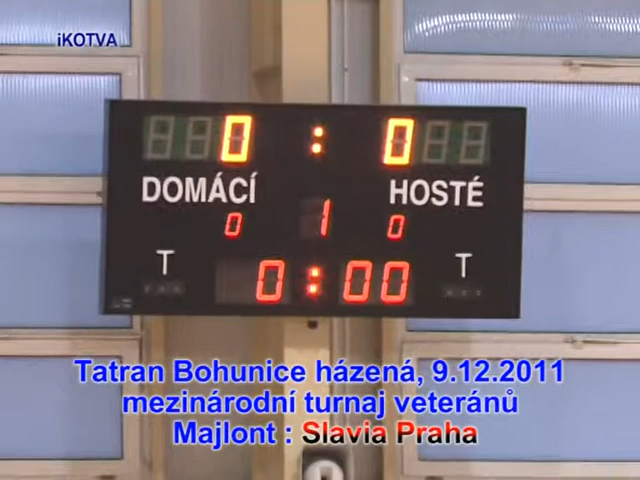 iKOTVA
0 : 0
DOMÁCÍ HOSTÉ
0 1 0
T T
0:00
Tatran Bohunice házená, 9.12.2011
mezinárodní turnaj veteránů
Majlont : Slavia Praha